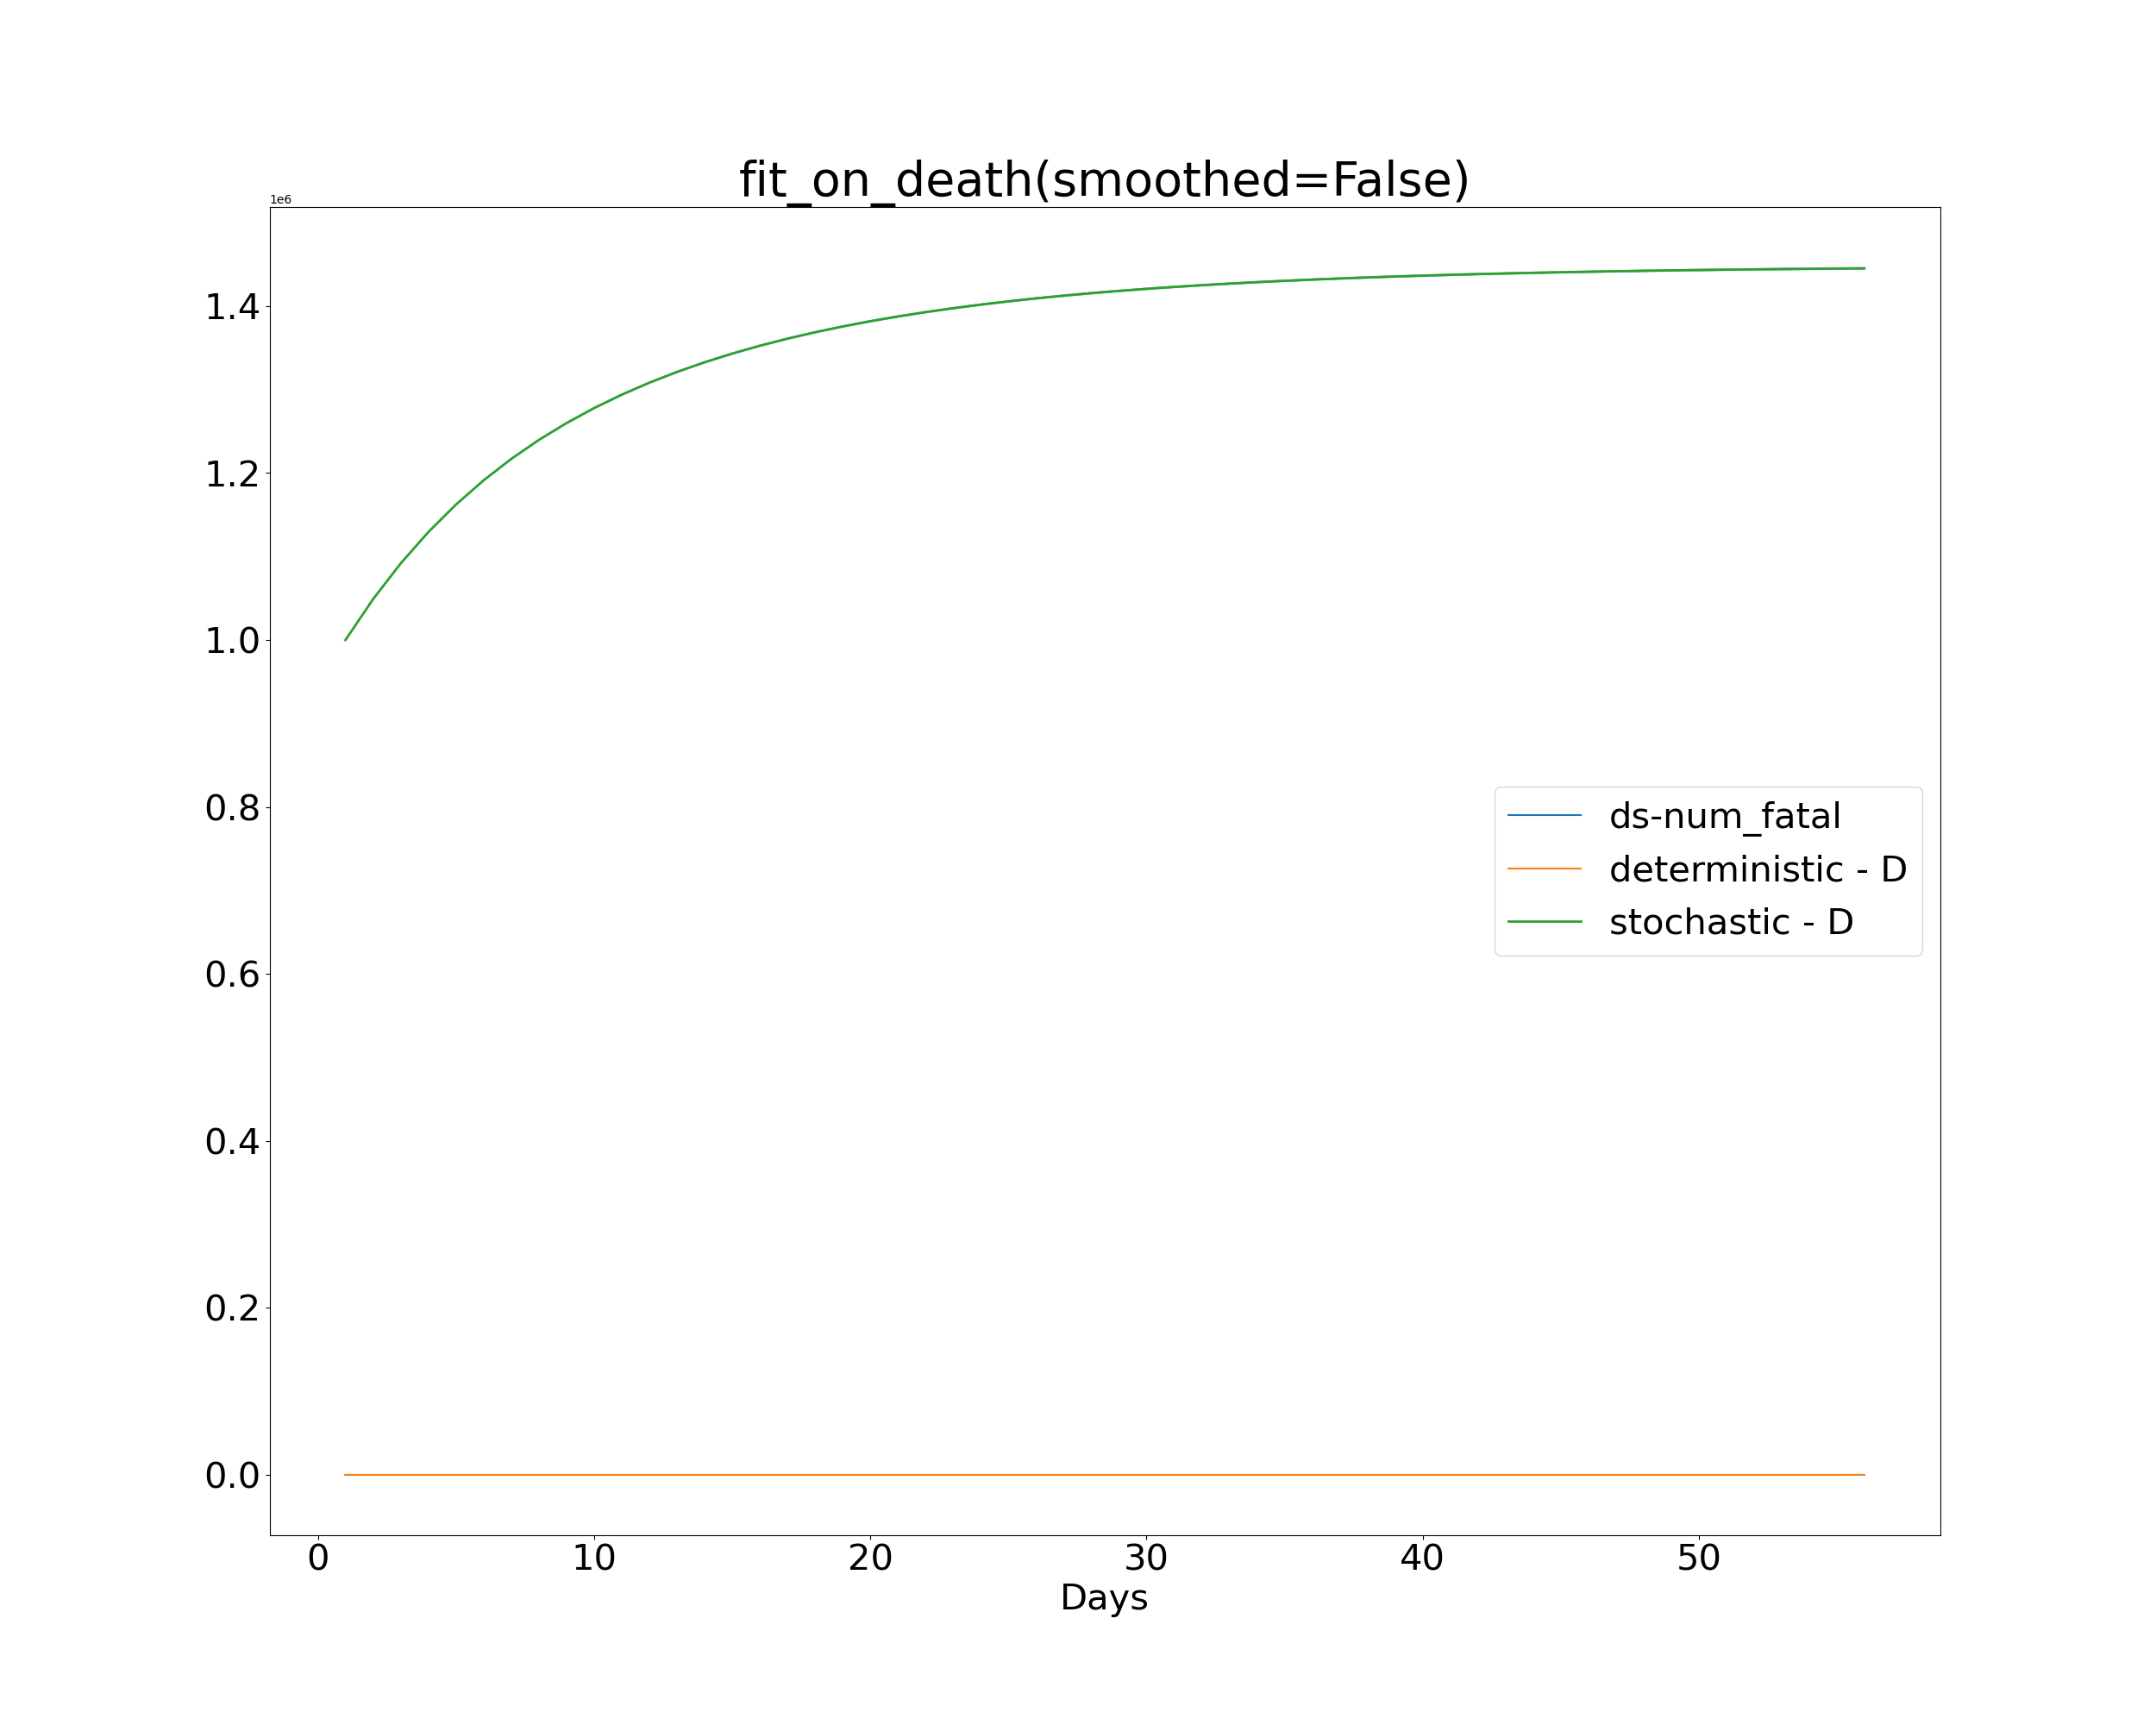 fit_on_death(smoothed=False)
1e6
1.4
1.2
1.0
0.8
0.6
0.4
0.2
0.0
ds-num_fatal
deterministic - D
stochastic - D
0 10 20 30 40 50
Days